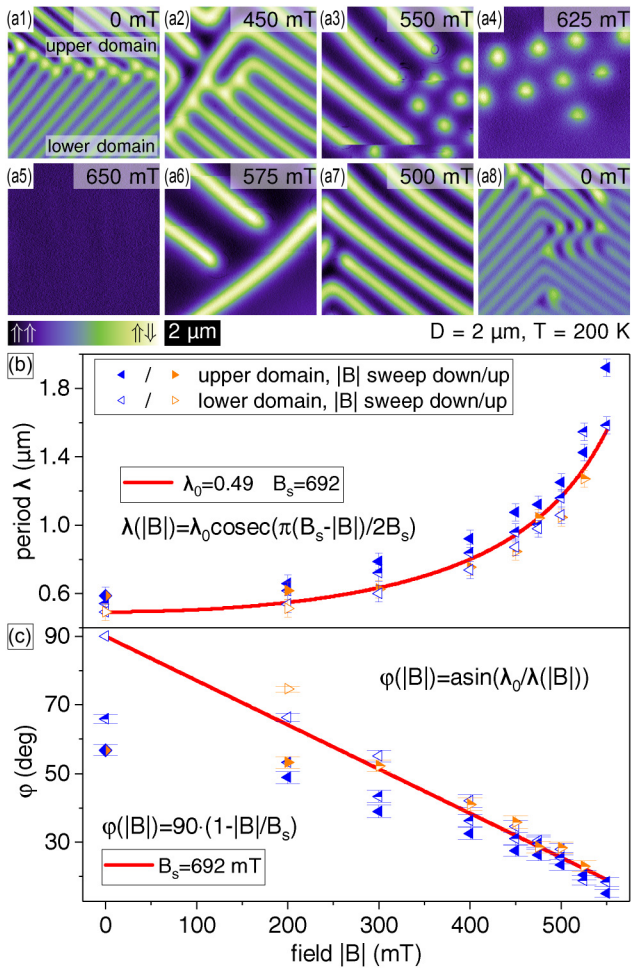 (a1) 0 mT
upper domain
lower domain
(a2) 450 mT
(a3) 550 mT
(a4) 625 mT
(a5) 650 mT
(a6) 575 mT
(a7) 500 mT
(a8) 0 mT
⇑⇑ ⇑⇓
2 μm
D = 2 μm, T = 200 K
(b)
1.8
1.4
1.0
0.6
period λ (μm)
/ upper domain, |B| sweep down/up
/ lower domain, |B| sweep down/up
λ₀=0.49 Bₛ=692
λ(|B|)=λ₀cosec(π(Bₛ-|B|)/2Bₛ)
(c)
90
70
50
30
φ (deg)
φ(|B|)=asin(λ₀/λ(|B|))
φ(|B|)=90·(1-|B|/Bₛ)
Bₛ=692 mT
0 100 200 300 400 500
field |B| (mT)